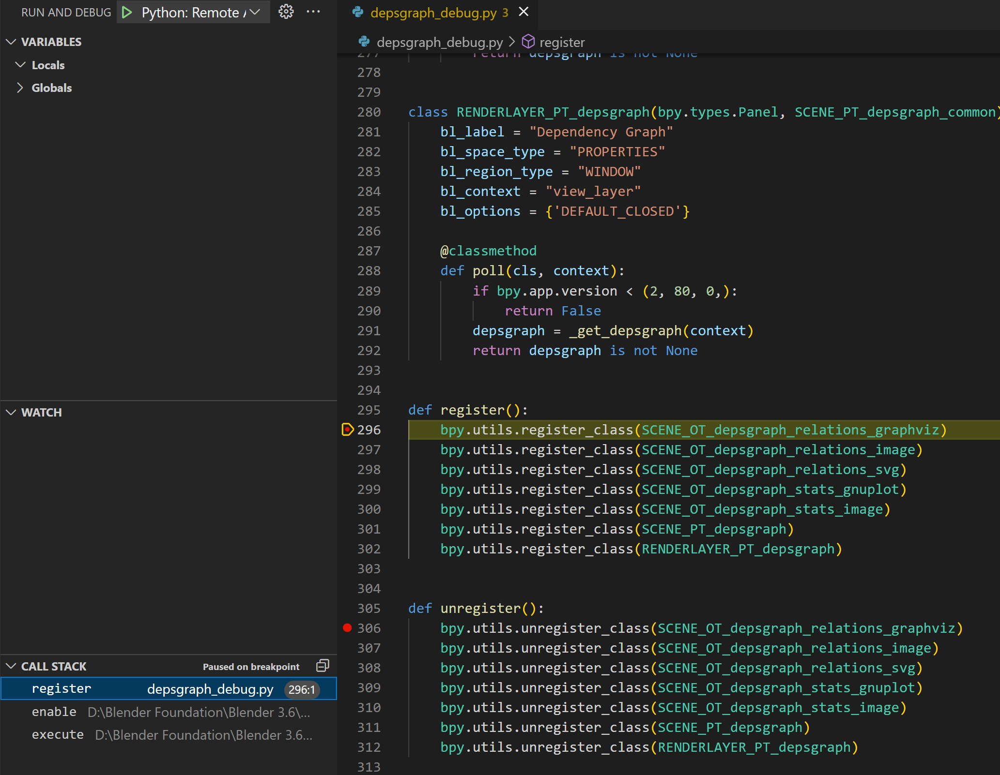 RUN AND DEBUG
Python: Remote
VARIABLES
Locals
Globals
WATCH
CALL STACK Paused on breakpoint
register depsgraph_debug.py 296:1
enable D:\Blender Foundation\Blender 3.6\...
execute D:\Blender Foundation\Blender 3.6...
depsgraph_debug.py 3
depsgraph_debug.py > register
277 return depsgraph is not None
278
279
280 class RENDERLAYER_PT_depsgraph(bpy.types.Panel, SCENE_PT_depsgraph_common)
281 bl_label = "Dependency Graph"
282 bl_space_type = "PROPERTIES"
283 bl_region_type = "WINDOW"
284 bl_context = "view_layer"
285 bl_options = {'DEFAULT_CLOSED'}
286
287 @classmethod
288 def poll(cls, context):
289 if bpy.app.version < (2, 80, 0,):
290 return False
291 depsgraph = _get_depsgraph(context)
292 return depsgraph is not None
293
294
295 def register():
296 bpy.utils.register_class(SCENE_OT_depsgraph_relations_graphviz)
297 bpy.utils.register_class(SCENE_OT_depsgraph_relations_image)
298 bpy.utils.register_class(SCENE_OT_depsgraph_relations_svg)
299 bpy.utils.register_class(SCENE_OT_depsgraph_stats_gnuplot)
300 bpy.utils.register_class(SCENE_OT_depsgraph_stats_image)
301 bpy.utils.register_class(SCENE_PT_depsgraph)
302 bpy.utils.register_class(RENDERLAYER_PT_depsgraph)
303
304
305 def unregister():
306 bpy.utils.unregister_class(SCENE_OT_depsgraph_relations_graphviz)
307 bpy.utils.unregister_class(SCENE_OT_depsgraph_relations_image)
308 bpy.utils.unregister_class(SCENE_OT_depsgraph_relations_svg)
309 bpy.utils.unregister_class(SCENE_OT_depsgraph_stats_gnuplot)
310 bpy.utils.unregister_class(SCENE_OT_depsgraph_stats_image)
311 bpy.utils.unregister_class(SCENE_PT_depsgraph)
312 bpy.utils.unregister_class(RENDERLAYER_PT_depsgraph)
313